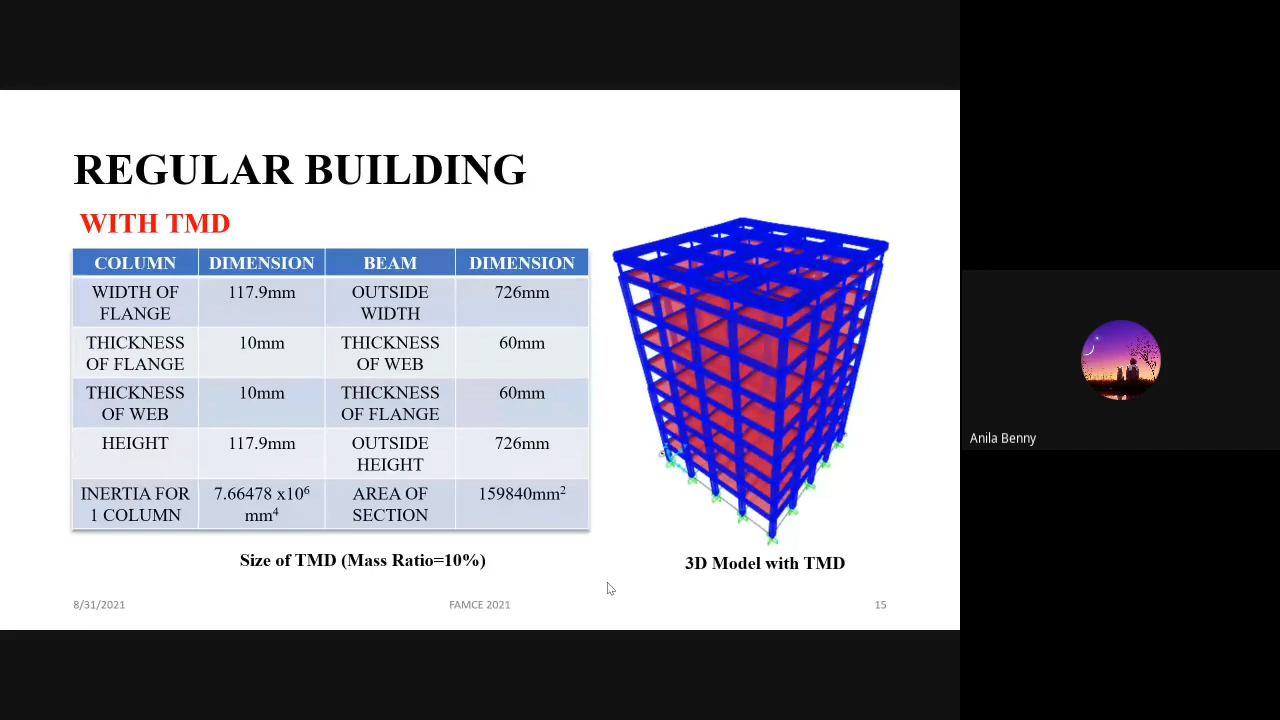 REGULAR BUILDING
WITH TMD
COLUMN DIMENSION BEAM DIMENSION
WIDTH OF FLANGE 117.9mm OUTSIDE WIDTH 726mm
THICKNESS OF FLANGE 10mm THICKNESS OF WEB 60mm
THICKNESS OF WEB 10mm THICKNESS OF FLANGE 60mm
HEIGHT 117.9mm OUTSIDE HEIGHT 726mm
INERTIA FOR 1 COLUMN 7.66478 x10⁶ mm⁴ AREA OF SECTION 159840mm²
Size of TMD (Mass Ratio=10%)
3D Model with TMD
8/31/2021 FAMCE 2021 15
Anila Benny